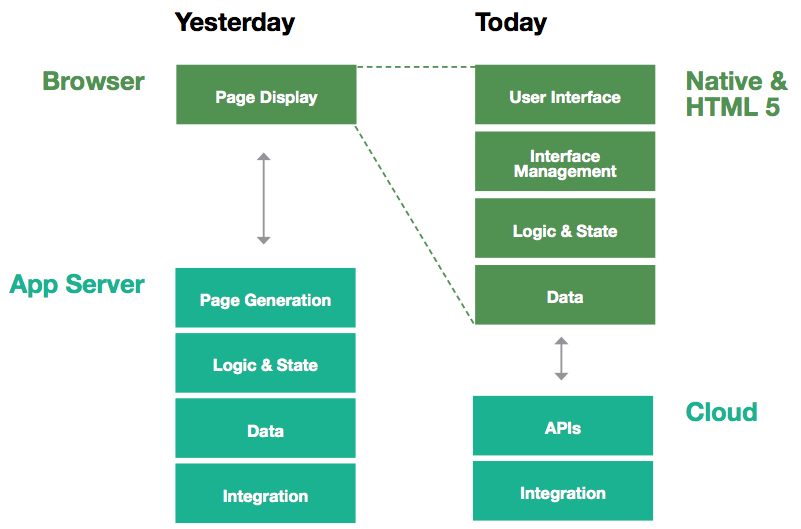 Yesterday
Today
Browser
Page Display
User Interface
Native &
HTML 5
Interface
Management
Logic & State
Data
App Server
Page Generation
Logic & State
Data
Integration
APIs
Integration
Cloud